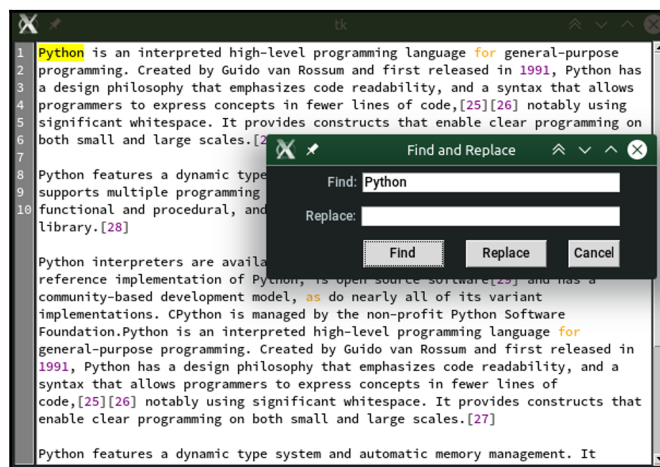 tk
1 Python is an interpreted high-level programming language for general-purpose
2 programming. Created by Guido van Rossum and first released in 1991, Python has
3 a design philosophy that emphasizes code readability, and a syntax that allows
4 programmers to express concepts in fewer lines of code,[25][26] notably using
5 significant whitespace. It provides constructs that enable clear programming on
6 both small and large scales.[2
7
8 Python features a dynamic type
9 supports multiple programming
10 functional and procedural, and
library.[28]
Find and Replace
Find: Python
Replace:
Find Replace Cancel
Python interpreters are availa
reference implementation of Python, is open source software[29] and has a
community-based development model, as do nearly all of its variant
implementations. CPython is managed by the non-profit Python Software
Foundation.Python is an interpreted high-level programming language for
general-purpose programming. Created by Guido van Rossum and first released in
1991, Python has a design philosophy that emphasizes code readability, and a
syntax that allows programmers to express concepts in fewer lines of
code,[25][26] notably using significant whitespace. It provides constructs that
enable clear programming on both small and large scales.[27]
Python features a dynamic type system and automatic memory management. It